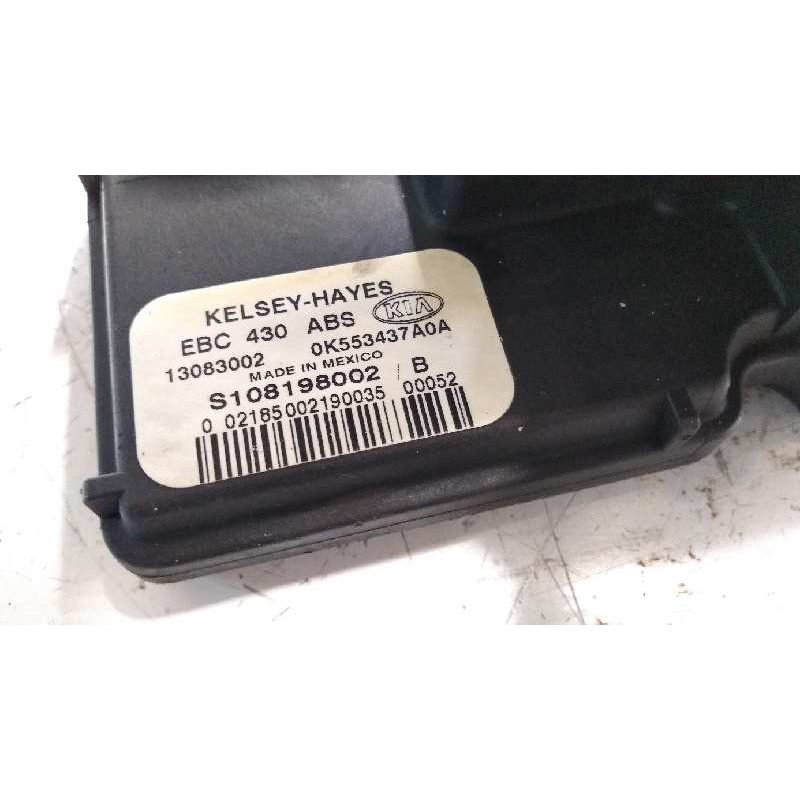 KELSEY-HAYES
EBC 430 ABS KIA
13083002 0K553437A0A
MADE IN MEXICO
S108198002 / B
0 02185002190035 00052